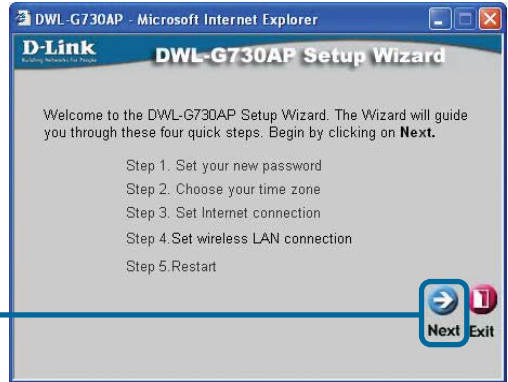 DWL-G730AP - Microsoft Internet Explorer
D-Link
Building Networks for People
DWL-G730AP Setup Wizard
Welcome to the DWL-G730AP Setup Wizard. The Wizard will guide
you through these four quick steps. Begin by clicking on Next.
Step 1. Set your new password
Step 2. Choose your time zone
Step 3. Set Internet connection
Step 4.Set wireless LAN connection
Step 5.Restart
Next Exit